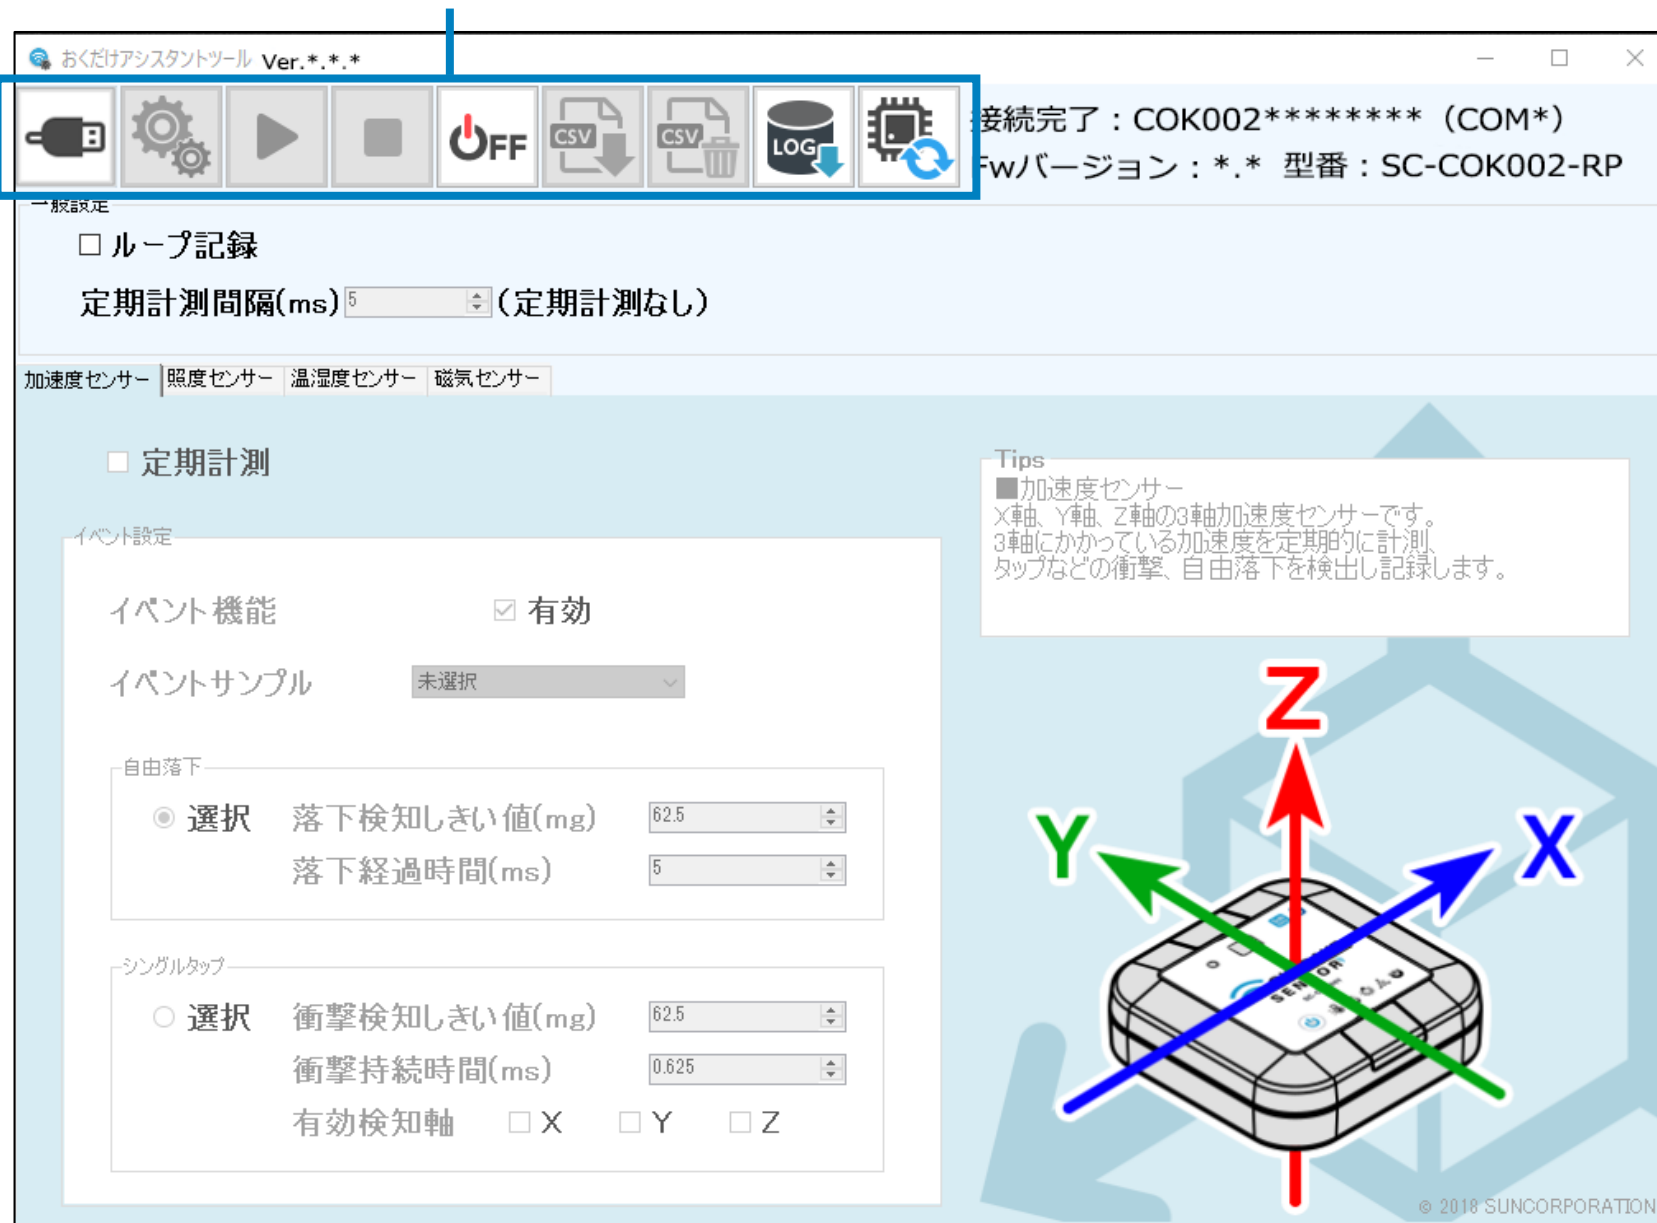 おくだけアシスタントツール Ver.*.*.*
OFF CSV CSV LOG
接続完了：COK002******** （COM*）
Fwバージョン：*.* 型番：SC-COK002-RP
一般設定
ループ記録
定期計測間隔(ms) 5 (定期計測なし)
加速度センサー 照度センサー 温湿度センサー 磁気センサー
定期計測
イベント設定
イベント機能 有効
イベントサンプル 未選択
自由落下
選択 落下検知しきい値(mg) 62.5
落下経過時間(ms) 5
シングルタップ
選択 衝撃検知しきい値(mg) 62.5
衝撃持続時間(ms) 0.625
有効検知軸 X Y Z
Tips
■加速度センサー
X軸、Y軸、Z軸の3軸加速度センサーです。
3軸にかかっている加速度を定期的に計測、
タップなどの衝撃、自由落下を検出し記録します。
Z
Y
X
© 2018 SUNCORPORATION